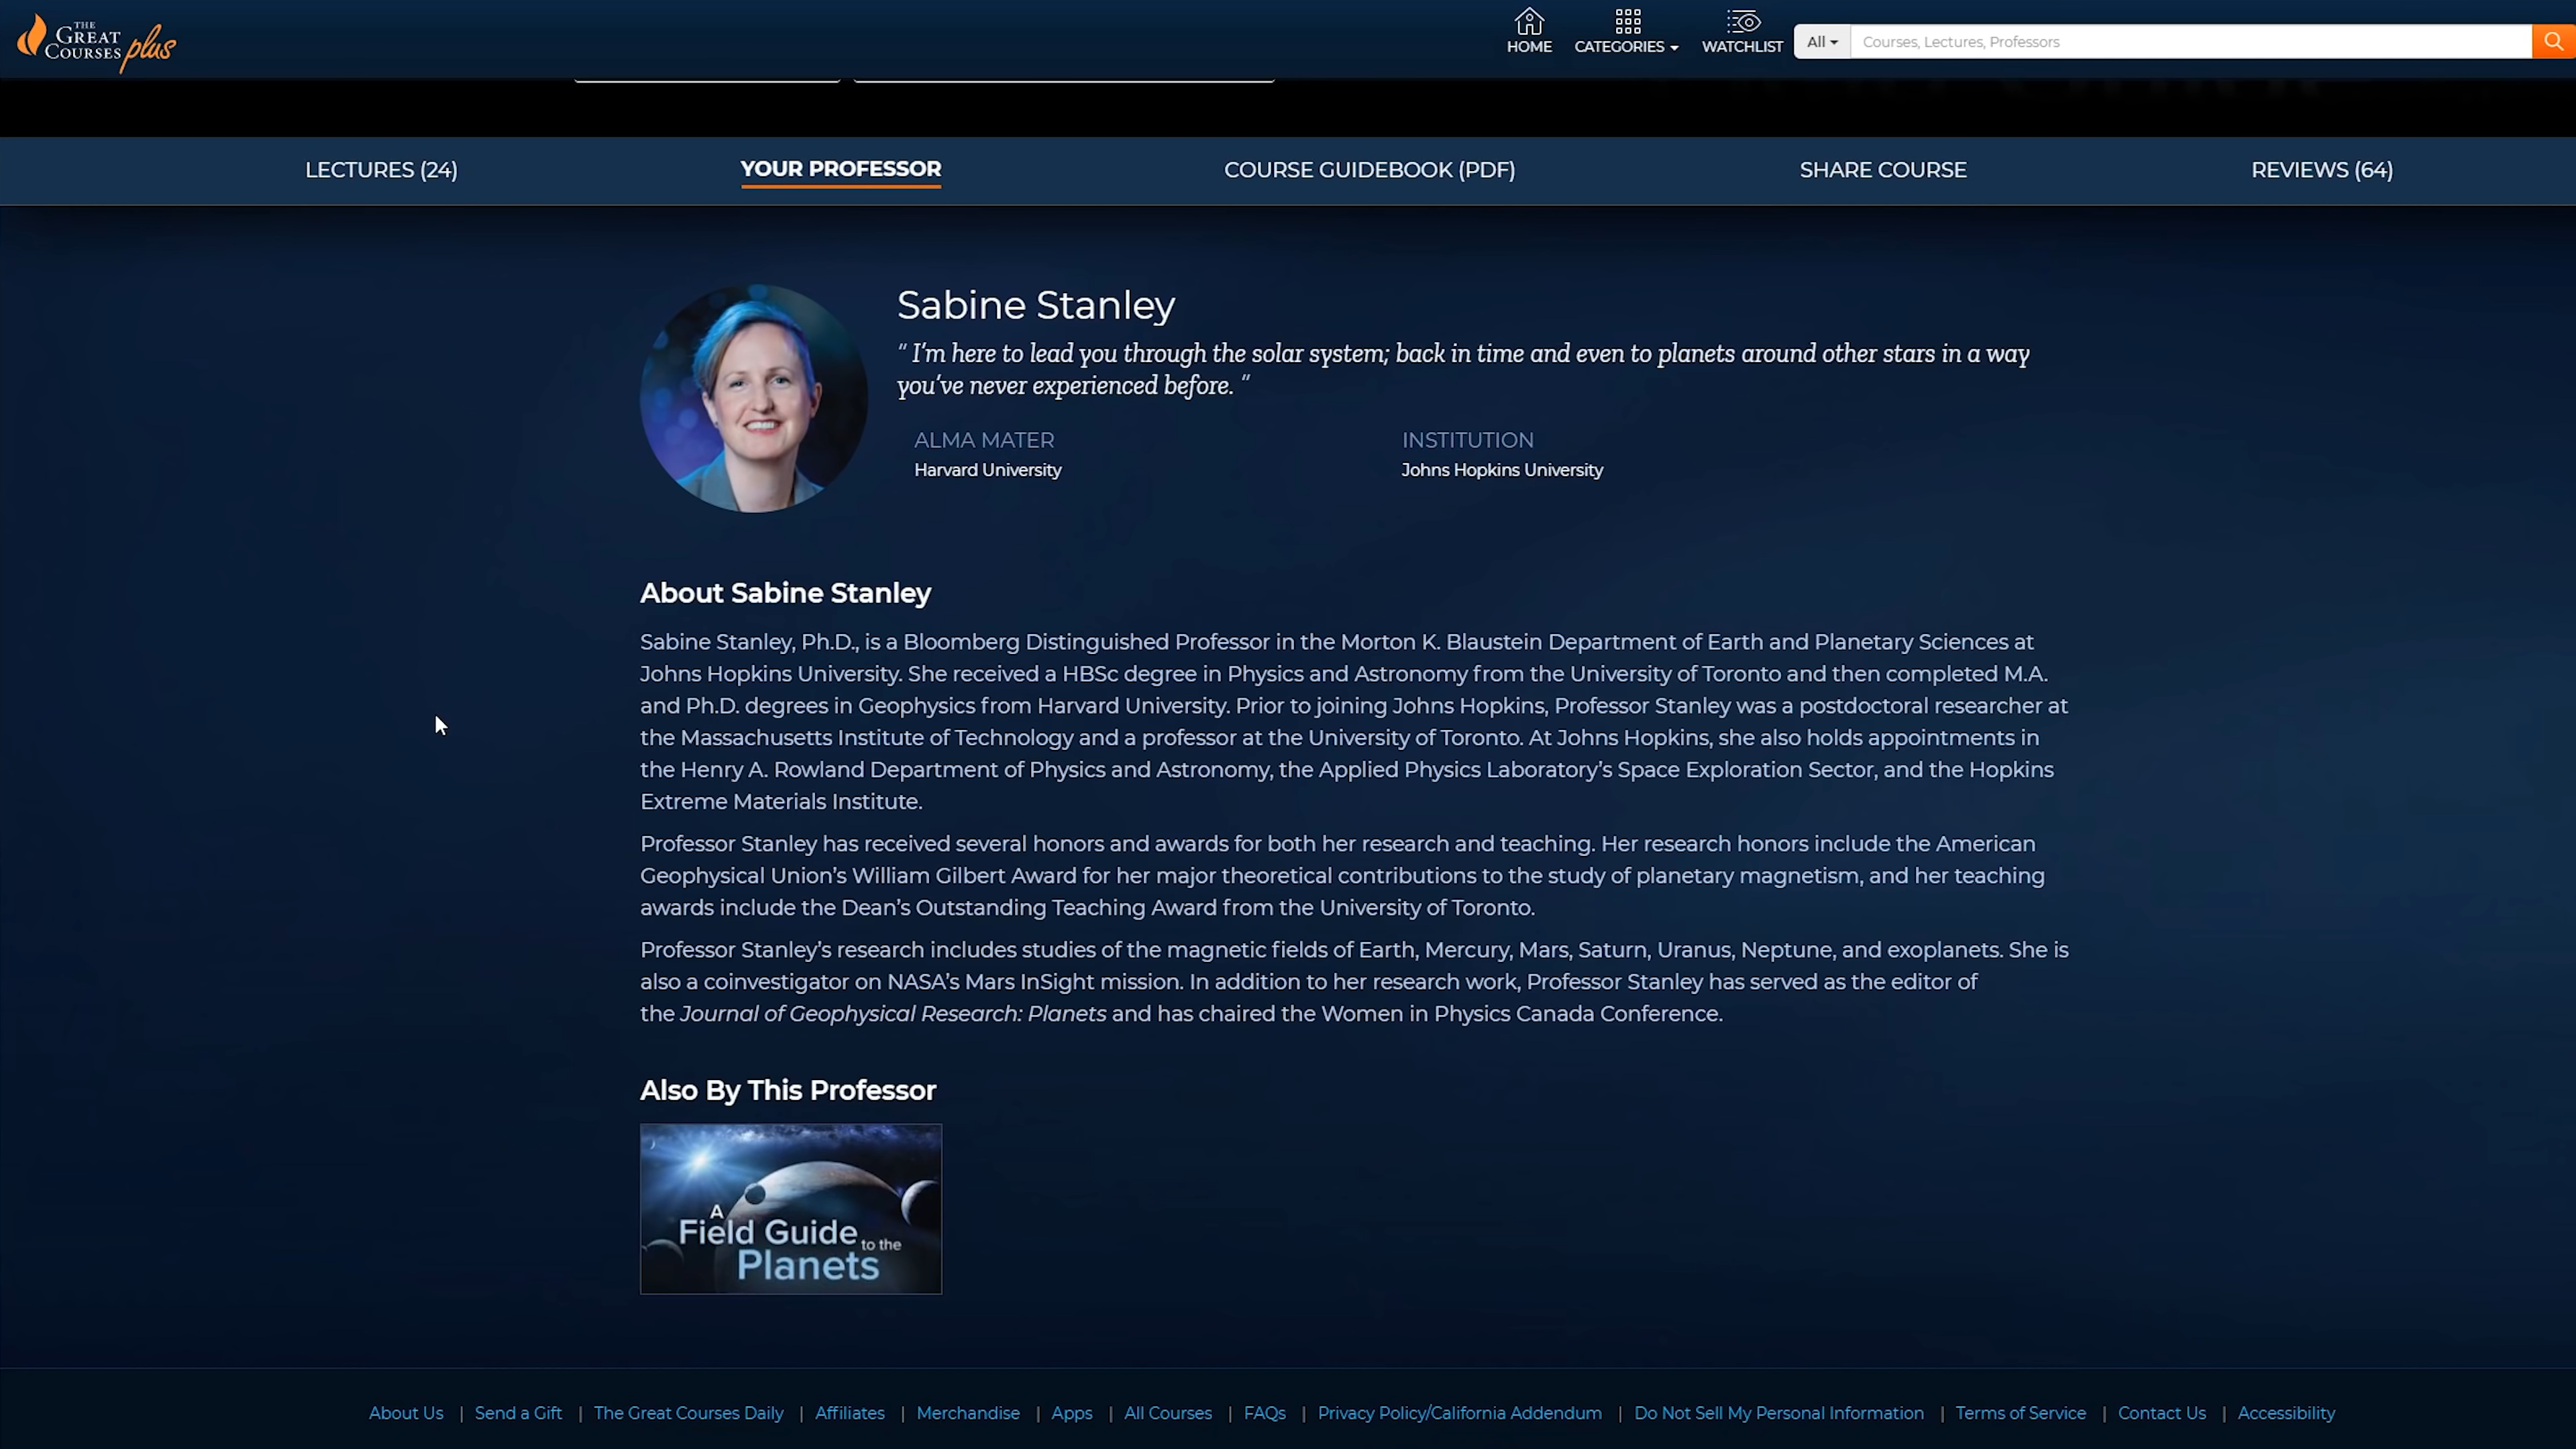 THE GREAT COURSES plus
HOME
CATEGORIES
WATCHLIST
All
Courses, Lectures, Professors
LECTURES (24)
YOUR PROFESSOR
COURSE GUIDEBOOK (PDF)
SHARE COURSE
REVIEWS (64)
Sabine Stanley
“ I’m here to lead you through the solar system; back in time and even to planets around other stars in a way
you’ve never experienced before. “
ALMA MATER
Harvard University
INSTITUTION
Johns Hopkins University
About Sabine Stanley
Sabine Stanley, Ph.D., is a Bloomberg Distinguished Professor in the Morton K. Blaustein Department of Earth and Planetary Sciences at
Johns Hopkins University. She received a HBSc degree in Physics and Astronomy from the University of Toronto and then completed M.A.
and Ph.D. degrees in Geophysics from Harvard University. Prior to joining Johns Hopkins, Professor Stanley was a postdoctoral researcher at
the Massachusetts Institute of Technology and a professor at the University of Toronto. At Johns Hopkins, she also holds appointments in
the Henry A. Rowland Department of Physics and Astronomy, the Applied Physics Laboratory’s Space Exploration Sector, and the Hopkins
Extreme Materials Institute.
Professor Stanley has received several honors and awards for both her research and teaching. Her research honors include the American
Geophysical Union’s William Gilbert Award for her major theoretical contributions to the study of planetary magnetism, and her teaching
awards include the Dean’s Outstanding Teaching Award from the University of Toronto.
Professor Stanley’s research includes studies of the magnetic fields of Earth, Mercury, Mars, Saturn, Uranus, Neptune, and exoplanets. She is
also a coinvestigator on NASA’s Mars InSight mission. In addition to her research work, Professor Stanley has served as the editor of
the Journal of Geophysical Research: Planets and has chaired the Women in Physics Canada Conference.
Also By This Professor
A
Field Guide to the
Planets
About Us | Send a Gift | The Great Courses Daily | Affiliates | Merchandise | Apps | All Courses | FAQs | Privacy Policy/California Addendum | Do Not Sell My Personal Information | Terms of Service | Contact Us | Accessibility